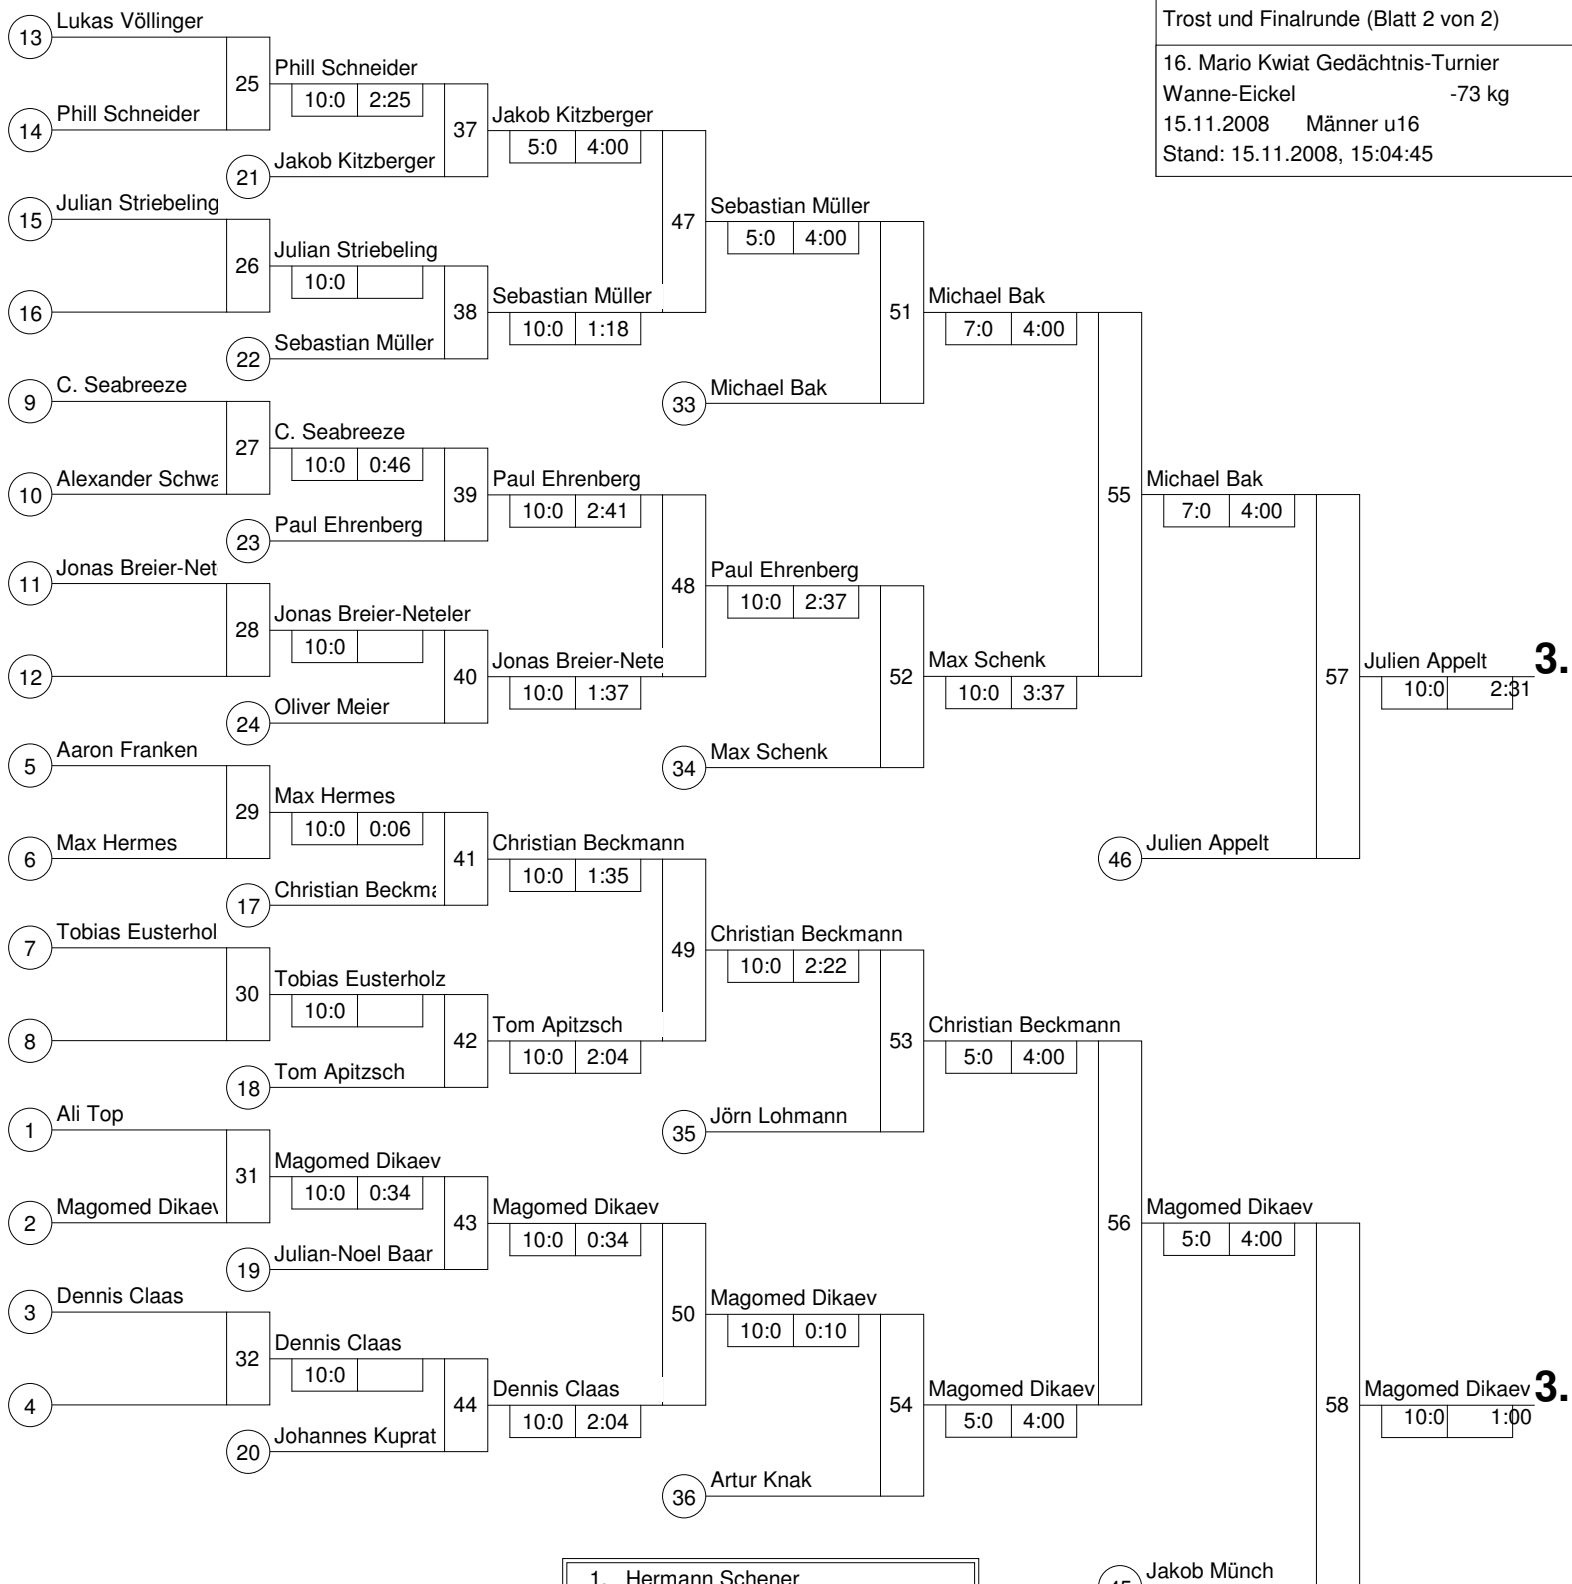 Trost und Finalrunde (Blatt 2 von 2)
16. Mario Kwiat Gedächtnis-Turnier
Wanne-Eickel -73 kg
15.11.2008 Männer u16
Stand: 15.11.2008, 15:04:45
13 Lukas Völlinger
14 Phill Schneider
15 Julian Striebeling
16
9 C. Seabreeze
10 Alexander Schwa
11 Jonas Breier-Net
12
5 Aaron Franken
6 Max Hermes
7 Tobias Eusterhol
8
1 Ali Top
2 Magomed Dikaev
3 Dennis Claas
4
25 Phill Schneider
10:0 2:25
21 Jakob Kitzberger
26 Julian Striebeling
10:0
22 Sebastian Müller
27 C. Seabreeze
10:0 0:46
23 Paul Ehrenberg
28 Jonas Breier-Neteler
10:0
24 Oliver Meier
29 Max Hermes
10:0 0:06
17 Christian Beckma
30 Tobias Eusterholz
10:0
18 Tom Apitzsch
31 Magomed Dikaev
10:0 0:34
19 Julian-Noel Baar
32 Dennis Claas
10:0
20 Johannes Kuprat
37 Jakob Kitzberger
5:0 4:00
38 Sebastian Müller
10:0 1:18
39 Paul Ehrenberg
10:0 2:41
40 Jonas Breier-Nete
10:0 1:37
41 Christian Beckmann
10:0 1:35
42 Tom Apitzsch
10:0 2:04
43 Magomed Dikaev
10:0 0:34
44 Dennis Claas
10:0 2:04
47 Sebastian Müller
5:0 4:00
33 Michael Bak
48 Paul Ehrenberg
10:0 2:37
34 Max Schenk
49 Christian Beckmann
10:0 2:22
35 Jörn Lohmann
50 Magomed Dikaev
10:0 0:10
36 Artur Knak
51 Michael Bak
7:0 4:00
52 Max Schenk
10:0 3:37
53 Christian Beckmann
5:0 4:00
54 Magomed Dikaev
5:0 4:00
55 Michael Bak
7:0 4:00
46 Julien Appelt
56 Magomed Dikaev
5:0 4:00
45 Jakob Münch
57 Julien Appelt 3.
10:0 2:31
58 Magomed Dikaev 3.
10:0 1:00
1. Hermann Schener